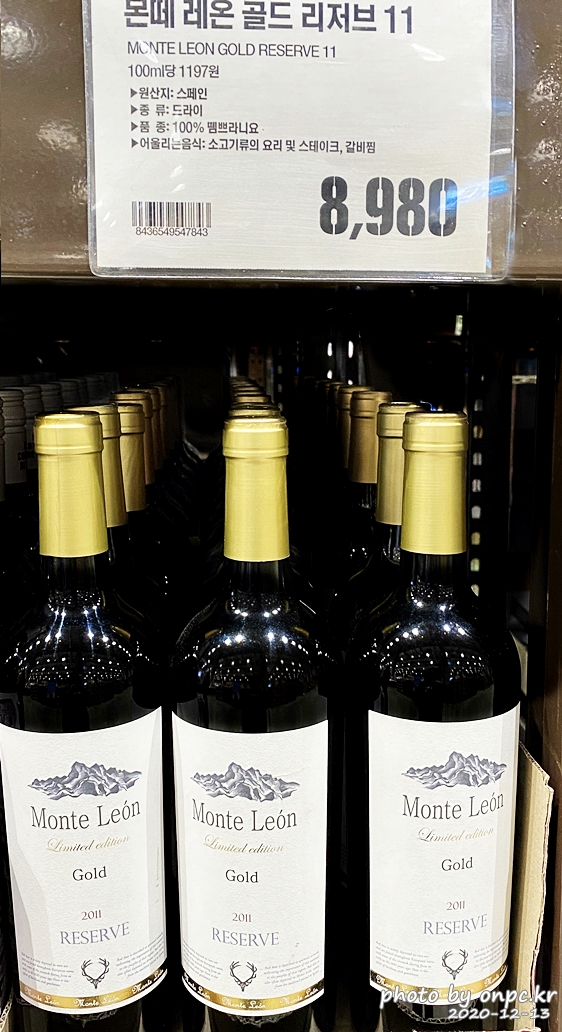 몬떼 레온 골드 리저브 11
MONTE LEON GOLD RESERVE 11
100ml당 1197원
▶원산지: 스페인
▶종 류: 드라이
▶품 종: 100% 뗌쁘라니요
▶어울리는음식: 소고기류의 요리 및 스테이크, 갈비찜
8,980
8436549547843
Monte León
Limited edition
Gold
2011
RESERVE
Monte León
Monte León
Limited edition
Gold
2011
RESERVE
Monte León
Monte León
Limited edition
Gold
2011
RESERVE
photo by onpc.kr
2020-12-13